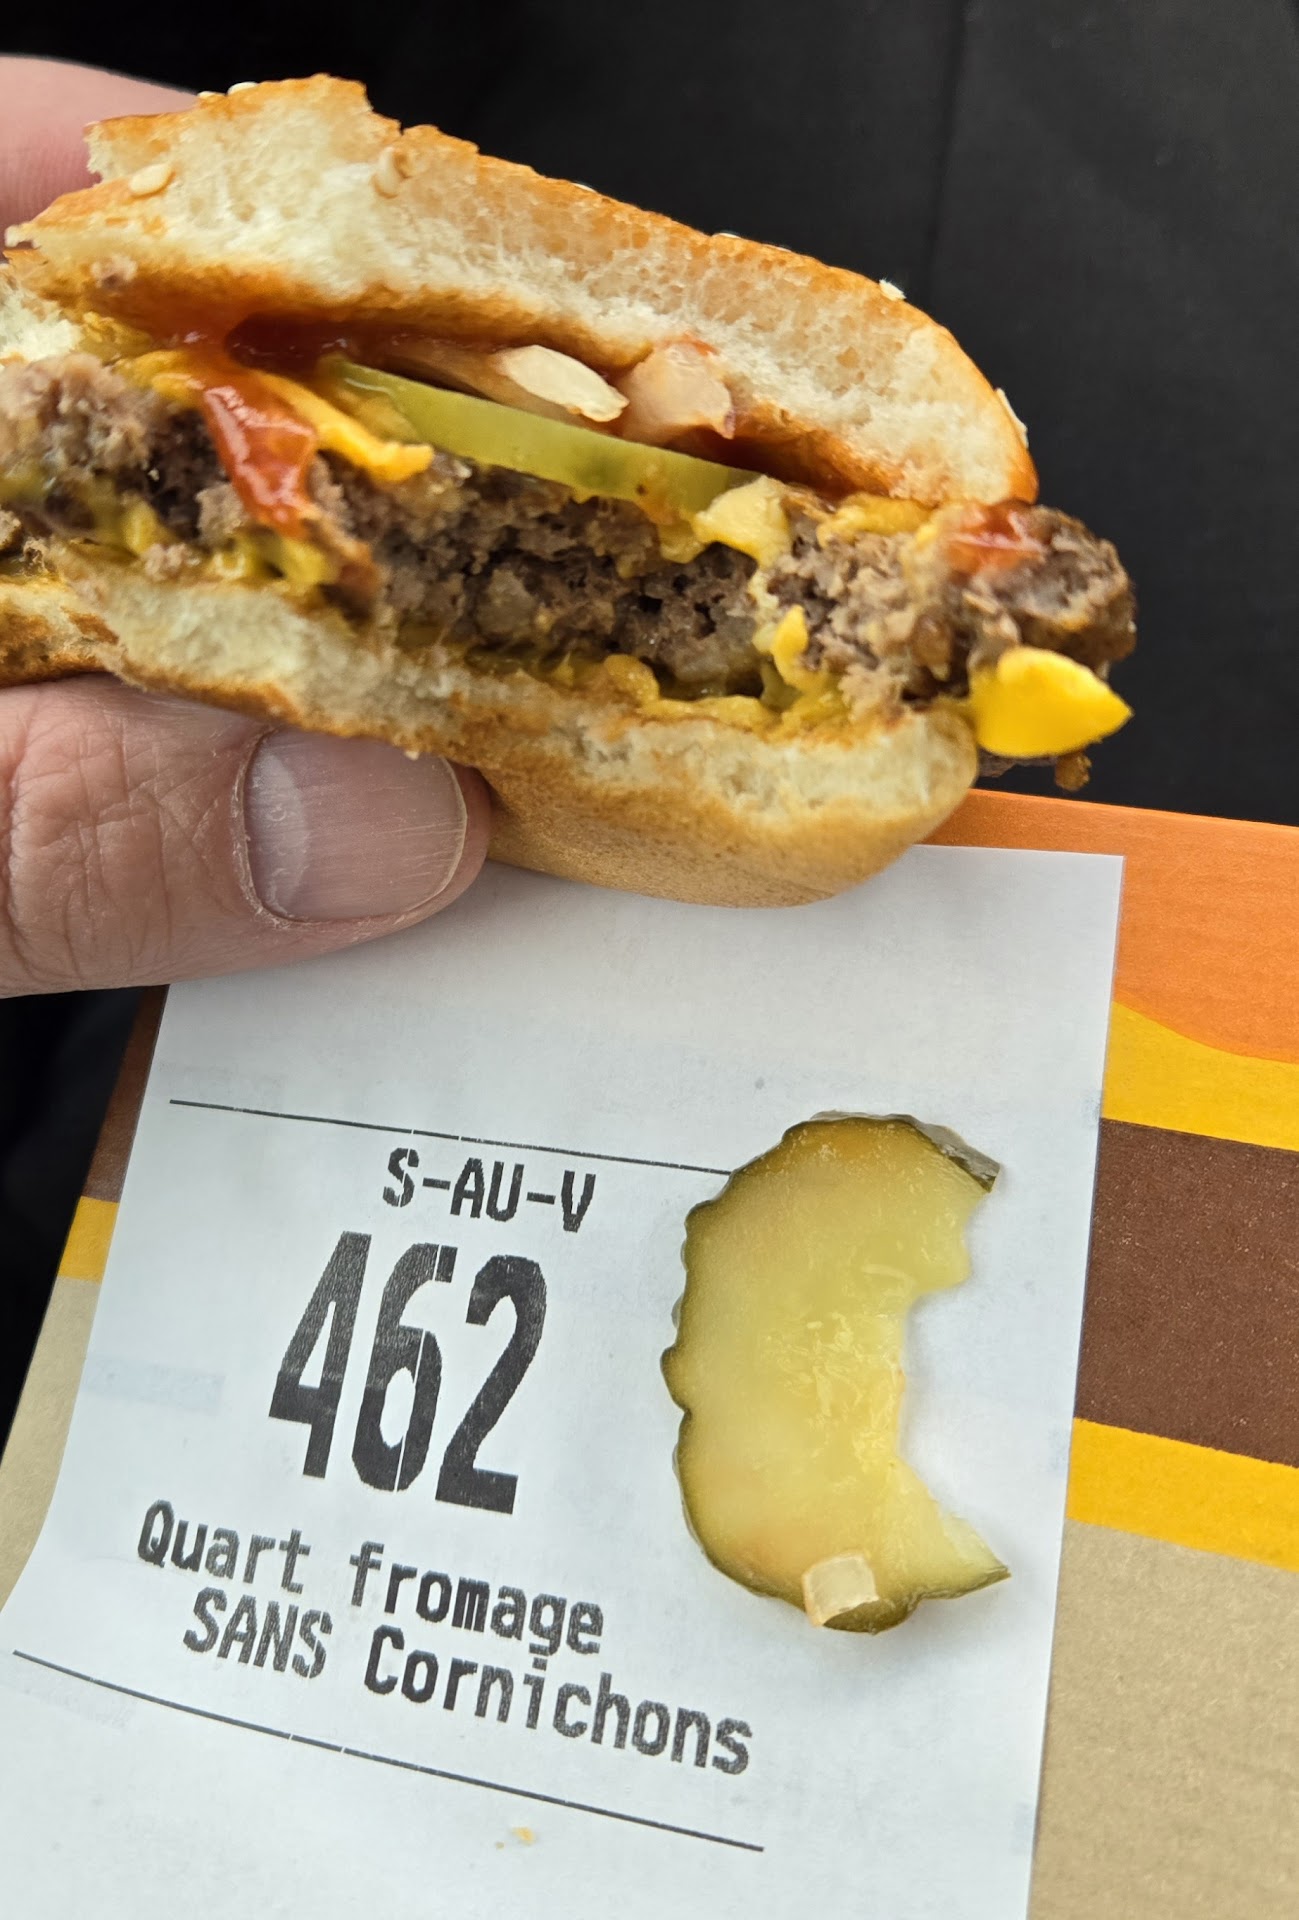 S-AU-V
462
Quart fromage
SANS Cornichons